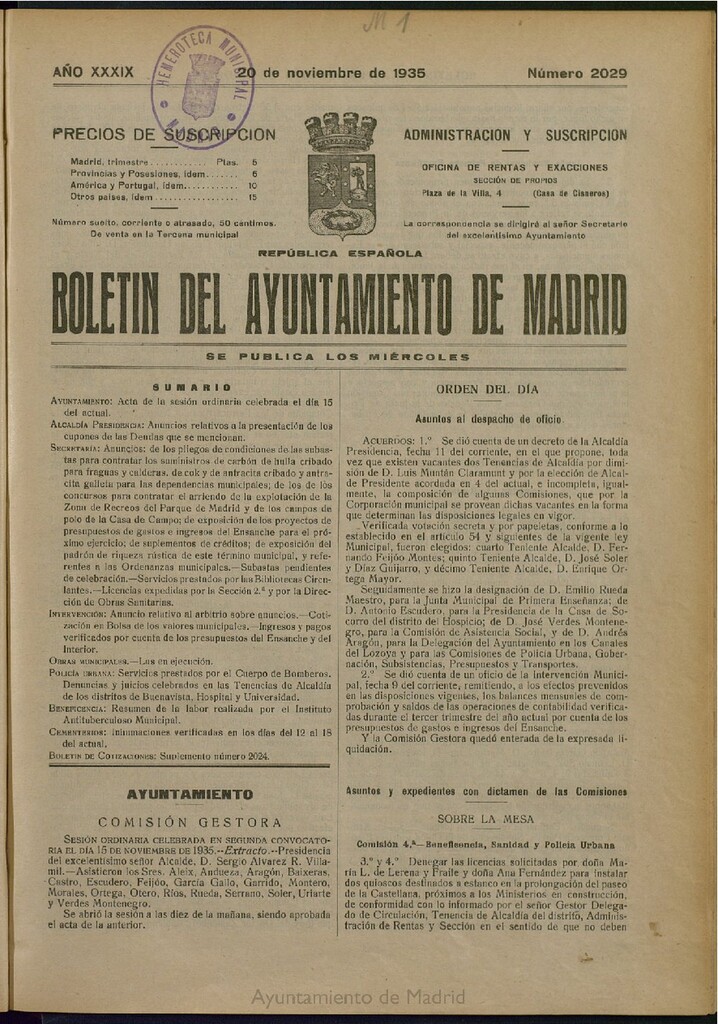 M 1
AÑO XXXIX
20 de noviembre de 1935
Número 2029
HEMEROTECA MUNICIPAL
PRECIOS DE SUSCRIPCION
Madrid, trimestre............ Ptas. 5
Provincias y Posesiones, ídem....... 6
América y Portugal, ídem........... 10
Otros países, ídem................. 15
Número suelto, corriente o atrasado, 50 céntimos.
De venta en la Tercena municipal
ADMINISTRACION Y SUSCRIPCION
OFICINA DE RENTAS Y EXACCIONES
SECCIÓN DE PROPIOS
Plaza de la Villa, 4 (Casa de Cisneros)
La correspondencia se dirigirá al señor Secretario
del excelentísimo Ayuntamiento
REPÚBLICA ESPAÑOLA
BOLETIN DEL AYUNTAMIENTO DE MADRID
SE PUBLICA LOS MIÉRCOLES
SUMARIO
AYUNTAMIENTO: Acta de la sesión ordinaria celebrada el día 15
del actual.
ALCALDÍA PRESIDENCIA: Anuncios relativos a la presentación de los
cupones de las Deudas que se mencionan.
SECRETARÍA: Anuncios: de los pliegos de condiciones de las subas-
tas para contratar los suministros de carbón de hulla cribado
para fraguas y calderas, de cok y de antracita cribado y antra-
cita galleta para las dependencias municipales; de los de los
concursos para contratar el arriendo de la explotación de la
Zona de Recreos del Parque de Madrid y de los campos de
polo de la Casa de Campo; de exposición de los proyectos de
presupuestos de gastos e ingresos del Ensanche para el pró-
ximo ejercicio; de suplementos de créditos; de exposición del
padrón de riqueza rústica de este término municipal, y refe-
rentes a las Ordenanzas municipales.—Subastas pendientes
de celebración.—Servicios prestados por las Bibliotecas Circu-
lantes.—Licencias expedidas por la Sección 2.ª y por la Direc-
ción de Obras Sanitarias.
INTERVENCIÓN: Anuncio relativo al arbitrio sobre anuncios.—Coti-
zación en Bolsa de los valores municipales.—Ingresos y pagos
verificados por cuenta de los presupuestos del Ensanche y del
Interior.
OBRAS MUNICIPALES.—Las en ejecución.
POLICÍA URBANA: Servicios prestados por el Cuerpo de Bomberos.
Denuncias y juicios celebrados en las Tenencias de Alcaldía
de los distritos de Buenavista, Hospital y Universidad.
BENEFICENCIA: Resumen de la labor realizada por el Instituto
Antituberculoso Municipal.
CEMENTERIOS: Inhumaciones verificadas en los días del 12 al 18
del actual.
BOLETÍN DE COTIZACIONES: Suplemento número 2024.
AYUNTAMIENTO
COMISIÓN GESTORA
SESIÓN ORDINARIA CELEBRADA EN SEGUNDA CONVOCATO-
RIA EL DÍA 15 DE NOVIEMBRE DE 1935.—Extracto.—Presidencia
del excelentísimo señor Alcalde, D. Sergio Alvarez R. Villa-
mil.—Asistieron los Sres. Aleix, Andueza, Aragón, Baixeras,
Castro, Escudero, Feijóo, García Gallo, Garrido, Montero,
Morales, Ortega, Otero, Ríos, Rueda, Serrano, Soler, Uriarte
y Verdes Montenegro.
Se abrió la sesión a las diez de la mañana, siendo aprobada
el acta de la anterior.
ORDEN DEL DÍA
Asuntos al despacho de oficio
ACUERDOS: 1.º Se dió cuenta de un decreto de la Alcaldía
Presidencia, fecha 11 del corriente, en el que propone, toda
vez que existen vacantes dos Tenencias de Alcaldía por dimi-
sión de D. Luis Muntán Claramunt y por la elección de Alcal-
de Presidente acordada en 4 del actual, e incompleta, igual-
mente, la composición de algunas Comisiones, que por la
Corporación municipal se provean dichas vacantes en la forma
que determinan las disposiciones legales en vigor.
Verificada votación secreta y por papeletas, conforme a lo
establecido en el artículo 54 y siguientes de la vigente ley
Municipal, fueron elegidos: cuarto Teniente Alcalde, D. Fer-
nando Feijóo Montes; quinto Teniente Alcalde, D. José Soler
y Díaz Guijarro, y décimo Teniente Alcalde, D. Enrique Or-
tega Mayor.
Seguidamente se hizo la designación de D. Emilio Rueda
Maestro, para la Junta Municipal de Primera Enseñanza; de
D. Antonio Escudero, para la Presidencia de la Casa de So-
corro del distrito del Hospicio; de D. José Verdes Montene-
gro, para la Comisión de Asistencia Social, y de D. Andrés
Aragón, para la Delegación del Ayuntamiento en los Canales
del Lozoya y para las Comisiones de Policía Urbana, Gober-
nación, Subsistencias, Presupuestos y Transportes.
2.º Se dió cuenta de un oficio de la Intervención Munici-
pal, fecha 9 del corriente, remitiendo, a los efectos prevenidos
en las disposiciones vigentes, los balances mensuales de com-
probación y saldos de las operaciones de contabilidad verifica-
das durante el tercer trimestre del año actual por cuenta de los
presupuestos de gastos e ingresos del Ensanche.
Y la Comisión Gestora quedó enterada de la expresada li-
quidación.
Asuntos y expedientes con dictamen de las Comisiones
SOBRE LA MESA
Comisión 4.ª—Beneficencia, Sanidad y Policía Urbana
3.º y 4.º Denegar las licencias solicitadas por doña Ma-
ría L. de Lerena y Fraile y doña Ana Fernández para instalar
dos quioscos destinados a estanco en la prolongación del paseo
de la Castellana, próximos a los Ministerios en construcción,
de conformidad con lo informado por el señor Gestor Delega-
do de Circulación, Tenencia de Alcaldía del distrito, Adminis-
tración de Rentas y Sección en el sentido de que no deben
Ayuntamiento de Madrid